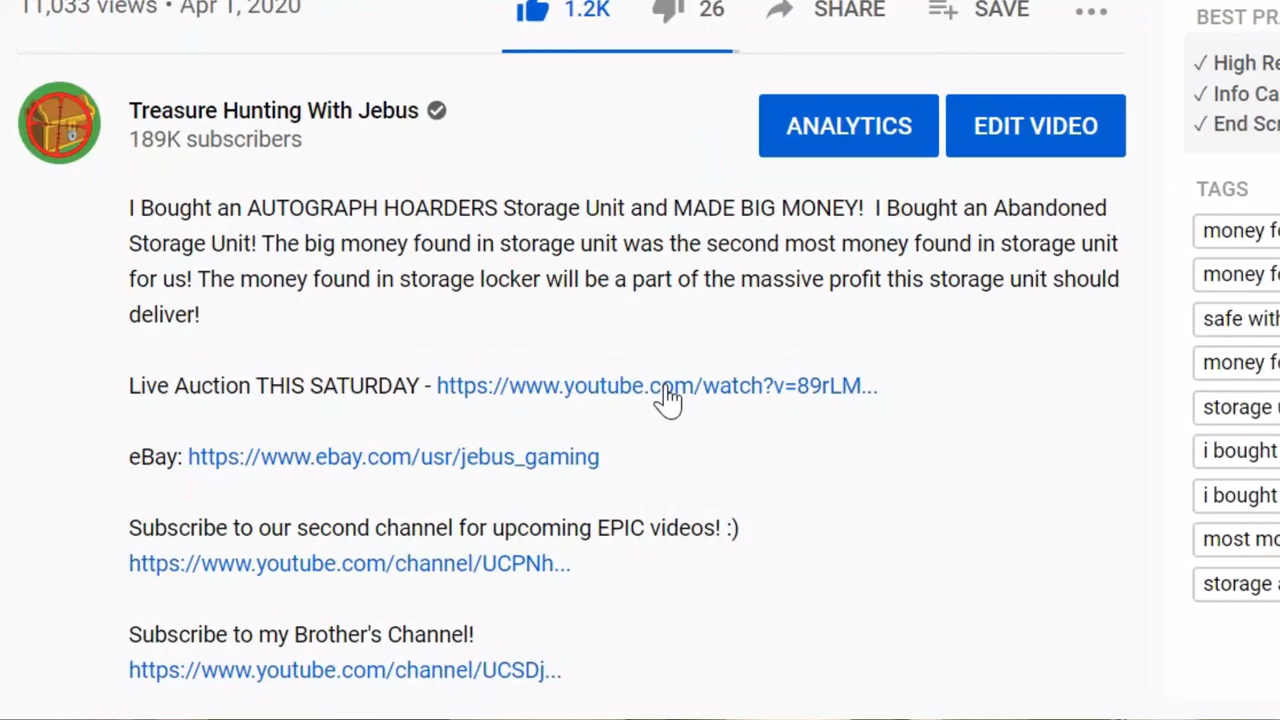 11,033 views • Apr 1, 2020
1.2K
26
SHARE
SAVE
Treasure Hunting With Jebus
189K subscribers
ANALYTICS
EDIT VIDEO
I Bought an AUTOGRAPH HOARDERS Storage Unit and MADE BIG MONEY! I Bought an Abandoned
Storage Unit! The big money found in storage unit was the second most money found in storage unit
for us! The money found in storage locker will be a part of the massive profit this storage unit should
deliver!
Live Auction THIS SATURDAY - https://www.youtube.com/watch?v=89rLM...
eBay: https://www.ebay.com/usr/jebus_gaming
Subscribe to our second channel for upcoming EPIC videos! :)
https://www.youtube.com/channel/UCPNh...
Subscribe to my Brother's Channel!
https://www.youtube.com/channel/UCSDj...
BEST PR
✓ High Re
✓ Info Ca
✓ End Scr
TAGS
money fo
money fo
safe with
money fo
storage u
i bought
i bought
most mo
storage a